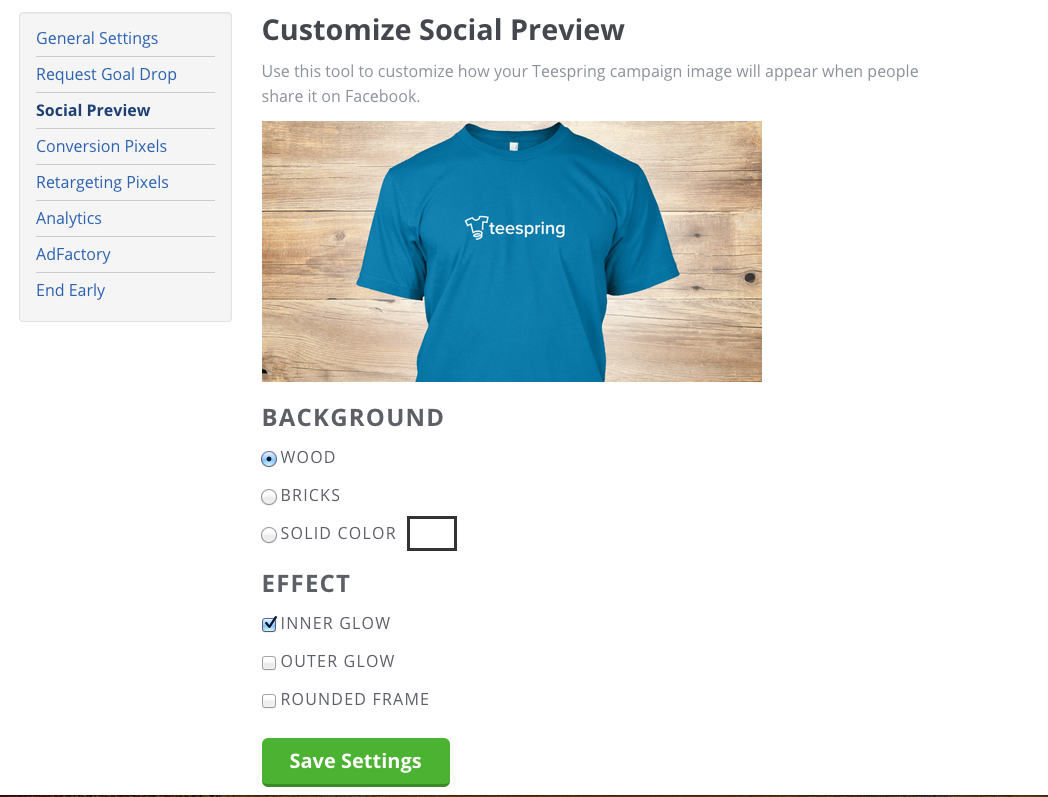 General Settings
Request Goal Drop
Social Preview
Conversion Pixels
Retargeting Pixels
Analytics
AdFactory
End Early
Customize Social Preview
Use this tool to customize how your Teespring campaign image will appear when people
share it on Facebook.
teespring
BACKGROUND
WOOD
BRICKS
SOLID COLOR
EFFECT
INNER GLOW
OUTER GLOW
ROUNDED FRAME
Save Settings